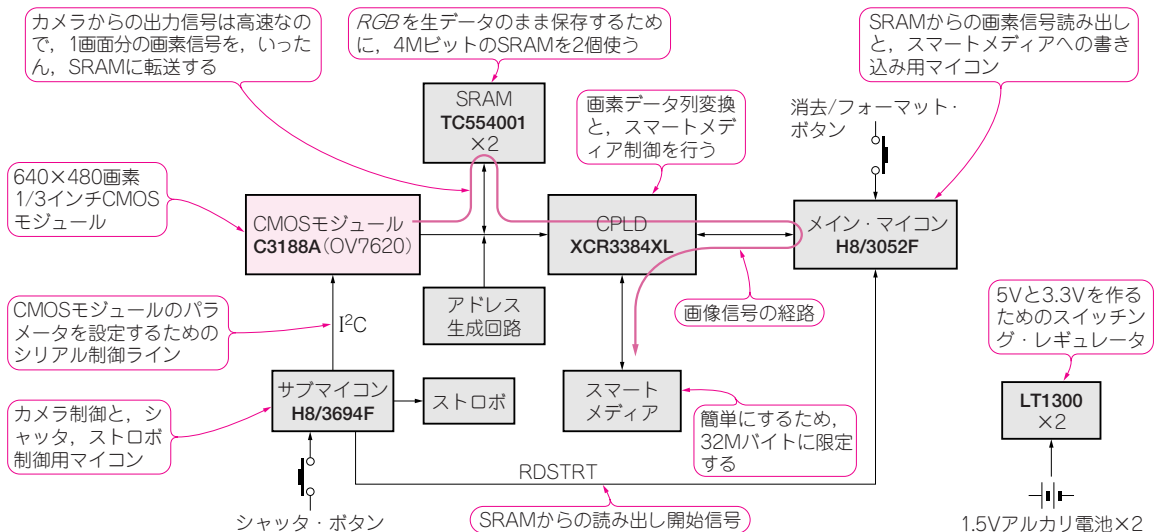 カメラからの出力信号は高速なの
で，1画面分の画素信号を，いった
ん，SRAMに転送する
RGBを生データのまま保存するため
に，4MビットのSRAMを2個使う
SRAMからの画素信号読み出し
と，スマートメディアへの書き
込み用マイコン
SRAM
TC554001
×2
画素データ列変換
と，スマートメデ
ィア制御を行う
消去/フォーマット・
ボタン
640×480画素
1/3インチCMOS
モジュール
CMOSモジュール
C3188A（OV7620）
CPLD
XCR3384XL
メイン・マイコン
H8/3052F
アドレス
生成回路
画像信号の経路
CMOSモジュールのパラ
メータを設定するための
シリアル制御ライン
I²C
5Vと3.3Vを作る
ためのスイッチン
グ・レギュレータ
サブマイコン
H8/3694F
ストロボ
スマート
メディア
LT1300
×2
カメラ制御と，シ
ャッタ，ストロボ
制御用マイコン
簡単にするため，
32Mバイトに限定
する
RDSTRT
シャッタ・ボタン
SRAMからの読み出し開始信号
1.5Vアルカリ電池×2